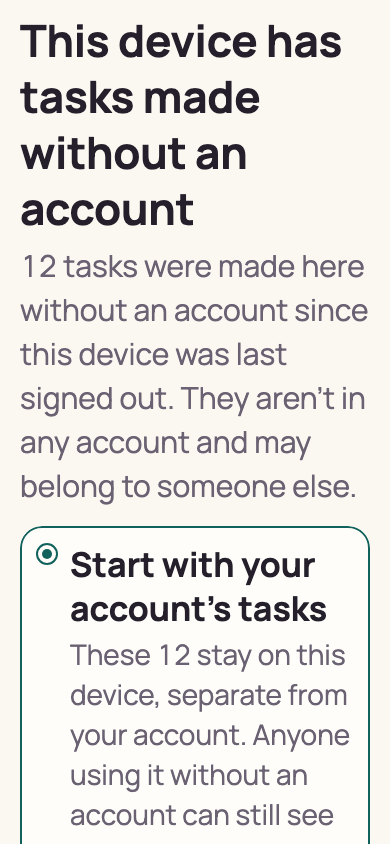 This device has
tasks made
without an
account
12 tasks were made here
without an account since
this device was last
signed out. They aren’t in
any account and may
belong to someone else.
Start with your
account’s tasks
These 12 stay on this
device, separate from
your account. Anyone
using it without an
account can still see